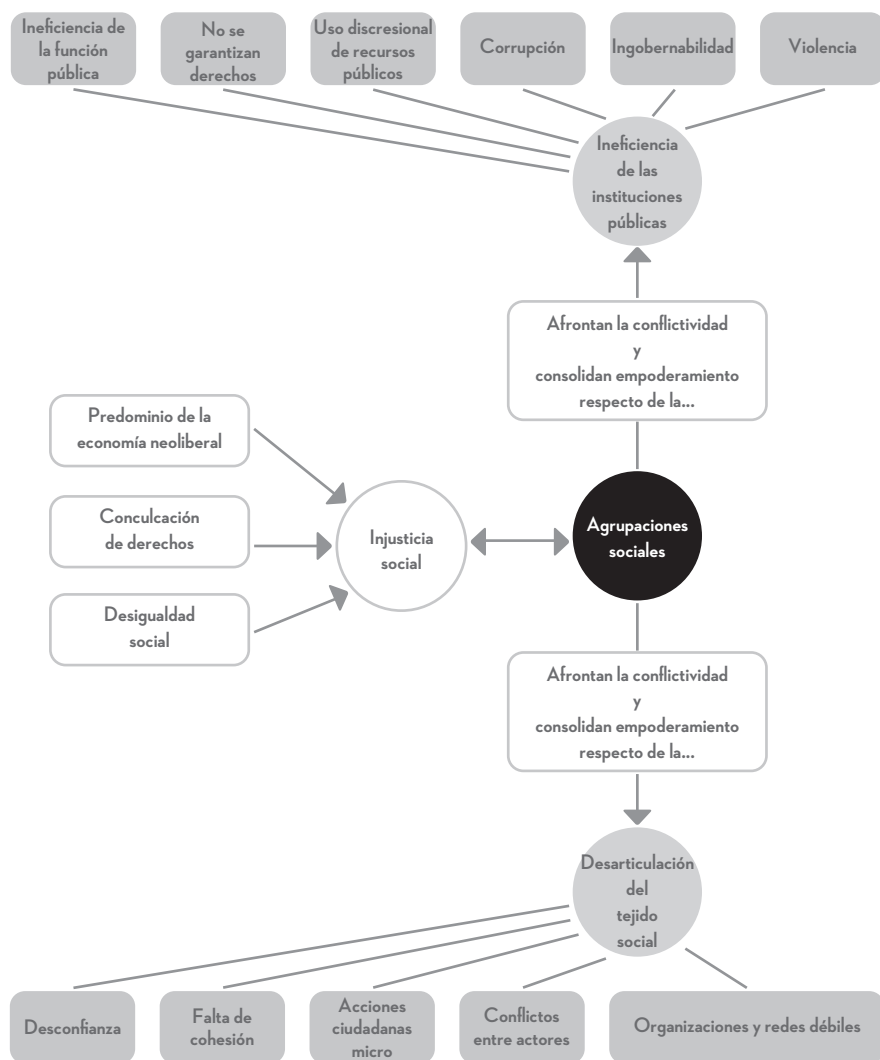 Ineficiencia de
la función
pública
No se
garantizan
derechos
Uso discresional
de recursos
públicos
Corrupción
Ingobernabilidad
Violencia
Ineficiencia
de las
instituciones
públicas
Afrontan la conflictividad
y
consolidan empoderamiento
respecto de la...
Predominio de la
economía neoliberal
Conculcación
de derechos
Desigualdad
social
Injusticia
social
Agrupaciones
sociales
Afrontan la conflictividad
y
consolidan empoderamiento
respecto de la...
Desarticulación
del
tejido
social
Desconfianza
Falta de
cohesión
Acciones
ciudadanas
micro
Conflictos
entre actores
Organizaciones y redes débiles